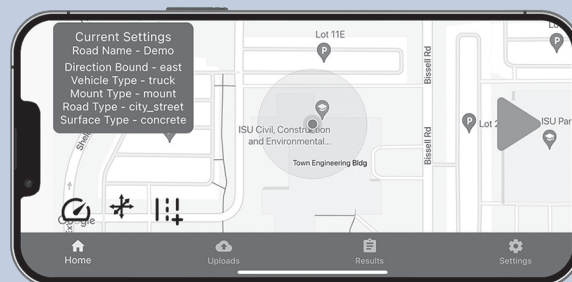 Current Settings
Road Name - Demo
Direction Bound - east
Vehicle Type - truck
Mount Type - mount
Road Type - city_street
Surface Type - concrete
Lot 11E
P
Bissell Rd
P
Lot 2
ISU Par
ISU Civil, Construction
and Environmental...
Town Engineering Bldg
Bissell Rd
Home
Uploads
Results
Settings